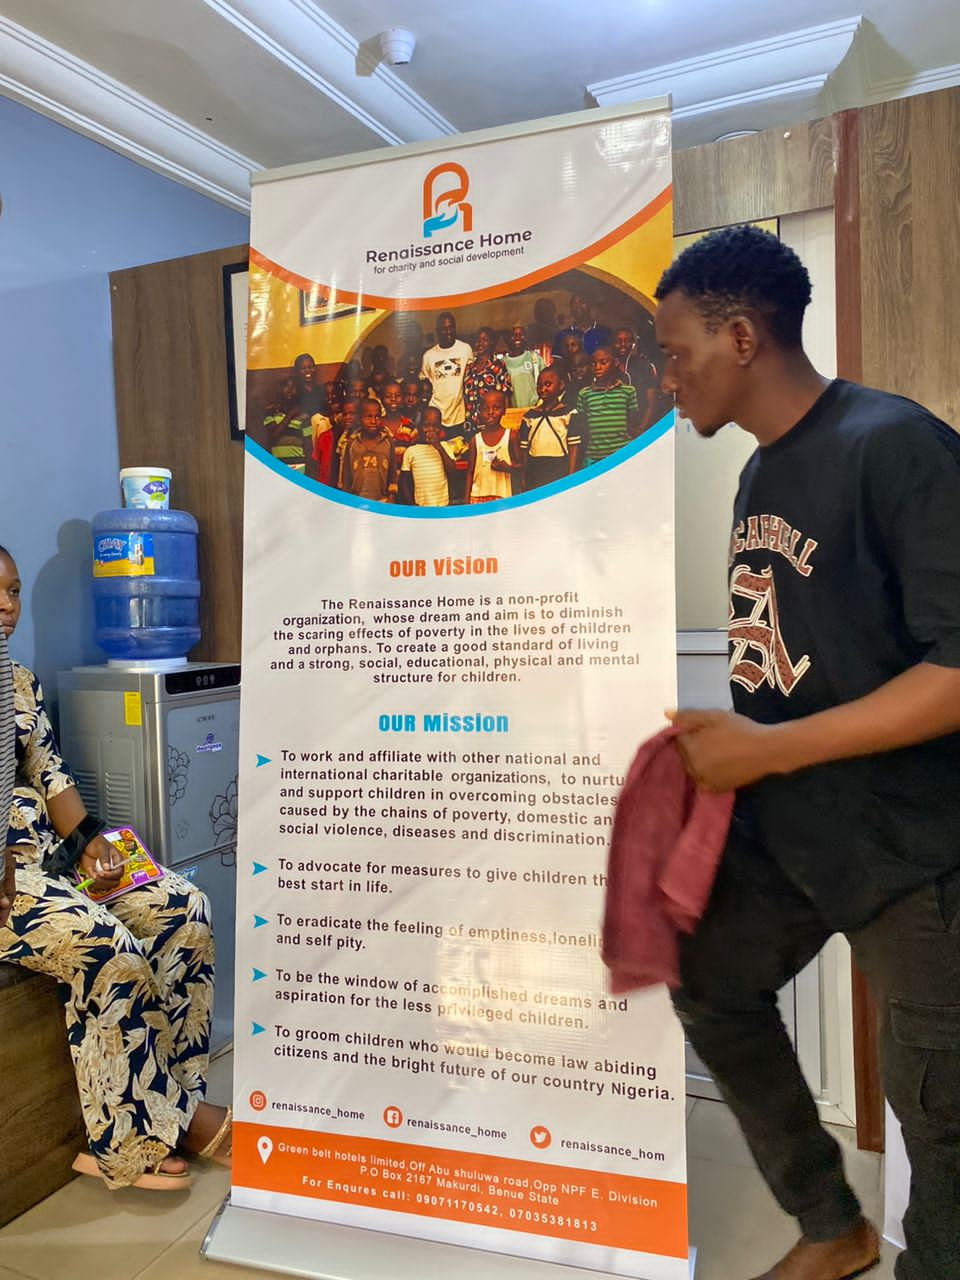 Renaissance Home
for charity and social development
OUR Vision
The Renaissance Home is a non-profit
organization, whose dream and aim is to diminish
the scaring effects of poverty in the lives of children
and orphans. To create a good standard of living
and a strong, social, educational, physical and mental
structure for children.
OUR Mission
To work and affiliate with other national and
international charitable organizations, to nurtu
and support children in overcoming obstacles
caused by the chains of poverty, domestic an
social violence, diseases and discrimination.
To advocate for measures to give children th
best start in life.
To eradicate the feeling of emptiness,loneli
and self pity.
To be the window of accomplished dreams and
aspiration for the less privileged children.
To groom children who would become law abiding
citizens and the bright future of our country Nigeria.
renaissance_home
renaissance_home
renaissance_hom
Green belt hotels limited,Off Abu shuluwa road,Opp NPF E. Division
P.O Box 2167 Makurdi, Benue State
For Enqures call: 09071170542, 07035381813
74